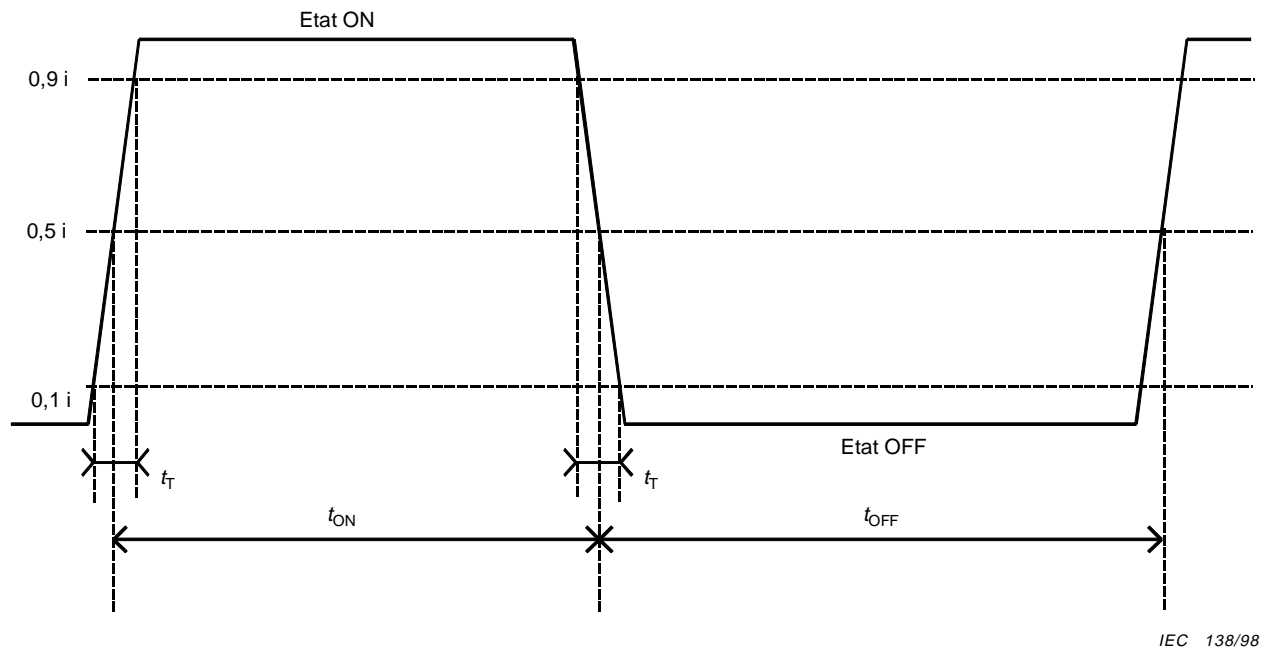 Etat ON
0,9 i
0,5 i
0,1 i
Etat OFF
tT
tT
tON
tOFF
IEC 138/98